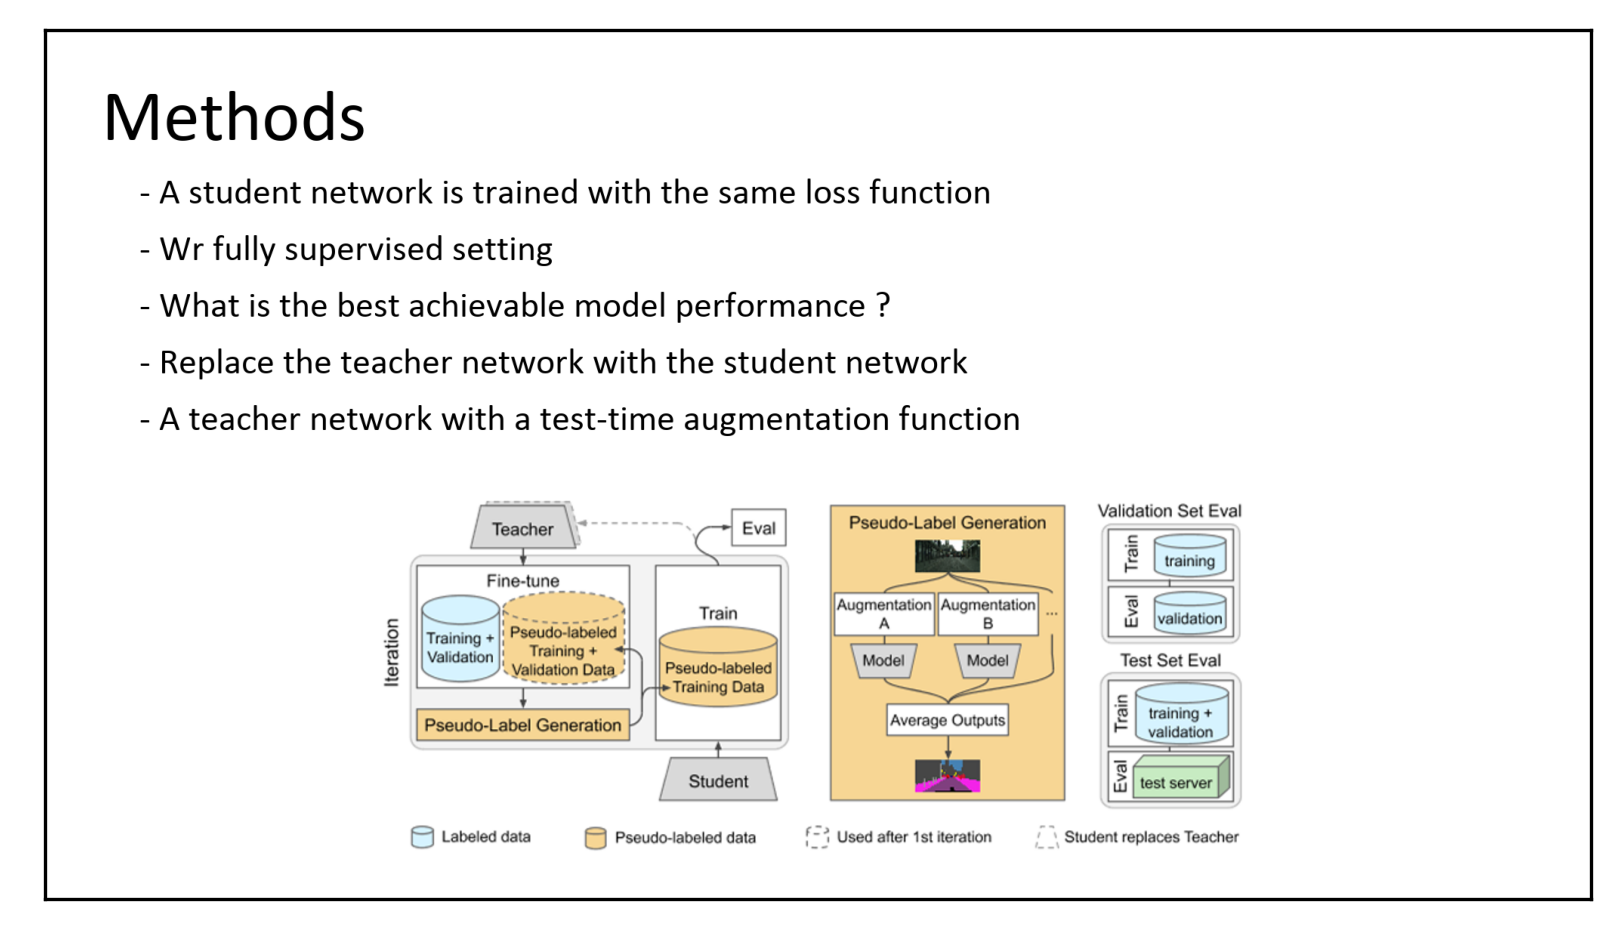 Methods
- A student network is trained with the same loss function
- Wr fully supervised setting
- What is the best achievable model performance ?
- Replace the teacher network with the student network
- A teacher network with a test-time augmentation function
Teacher
Eval
Iteration
Fine-tune
Training +
Validation
Pseudo-labeled
Training +
Validation Data
Pseudo-Label Generation
Train
Pseudo-labeled
Training Data
Student
Pseudo-Label Generation
Augmentation
A
Augmentation
B
...
Model
Model
Average Outputs
Validation Set Eval
Train
training
Eval
validation
Test Set Eval
Train
training +
validation
Eval
test server
Labeled data
Pseudo-labeled data
Used after 1st iteration
Student replaces Teacher